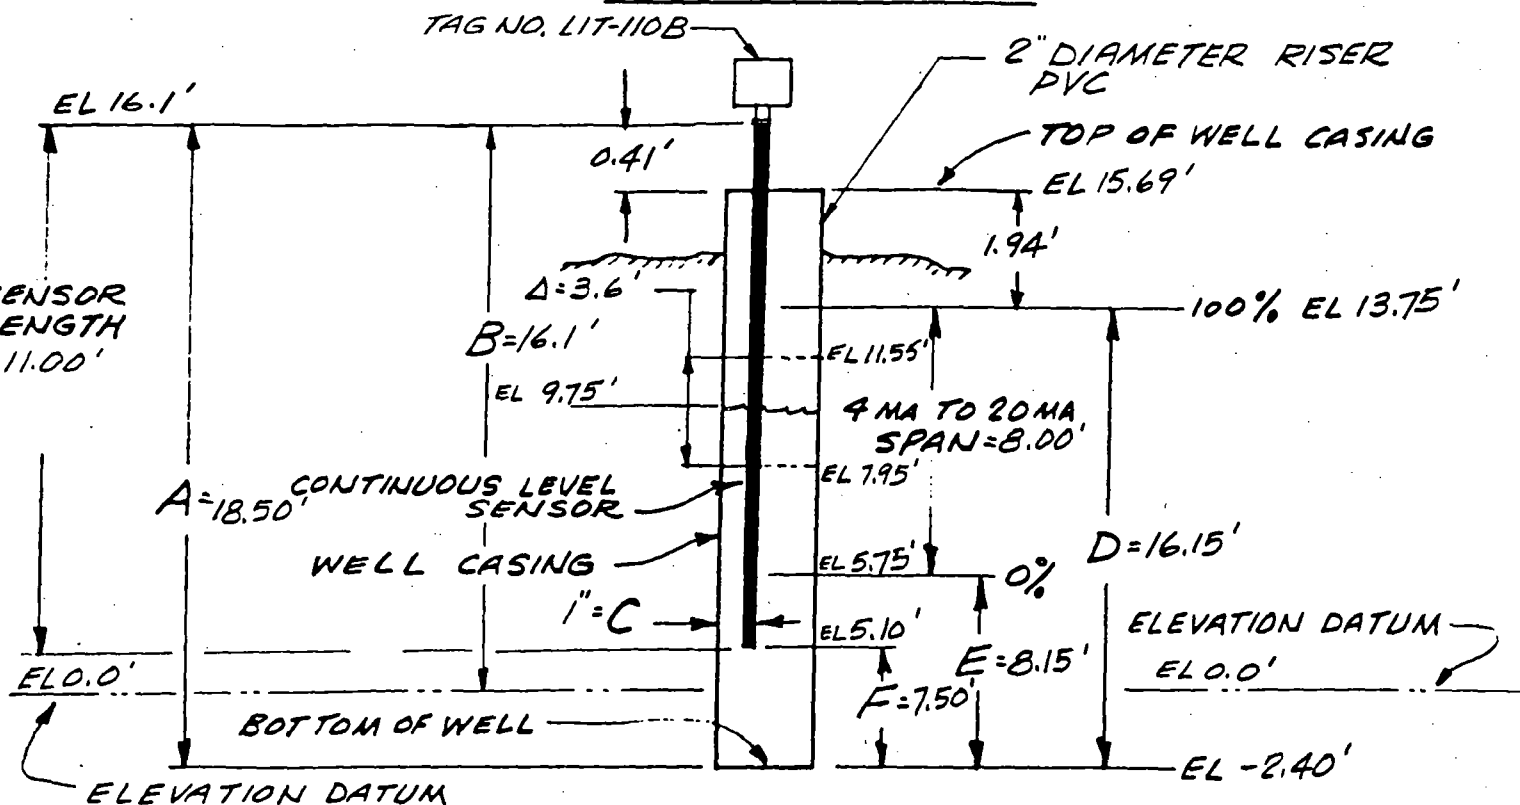 TAG NO. LIT-110B
2" DIAMETER RISER
PVC
EL 16.1'
TOP OF WELL CASING
0.41'
EL 15.69'
1.94'
Δ=3.6'
ENSOR
ENGTH
11.00'
100% EL 13.75'
B=16.1'
EL 11.55'
EL 9.75'
4 MA TO 20 MA
SPAN=8.00'
EL 7.95'
A=18.50'
CONTINUOUS LEVEL
SENSOR
D=16.15'
WELL CASING
EL 5.75'
0%
1"=C
EL 5.10'
ELEVATION DATUM
EL 0.0'
E=8.15'
EL 0.0'
F=7.50'
BOTTOM OF WELL
EL -2.40'
ELEVATION DATUM